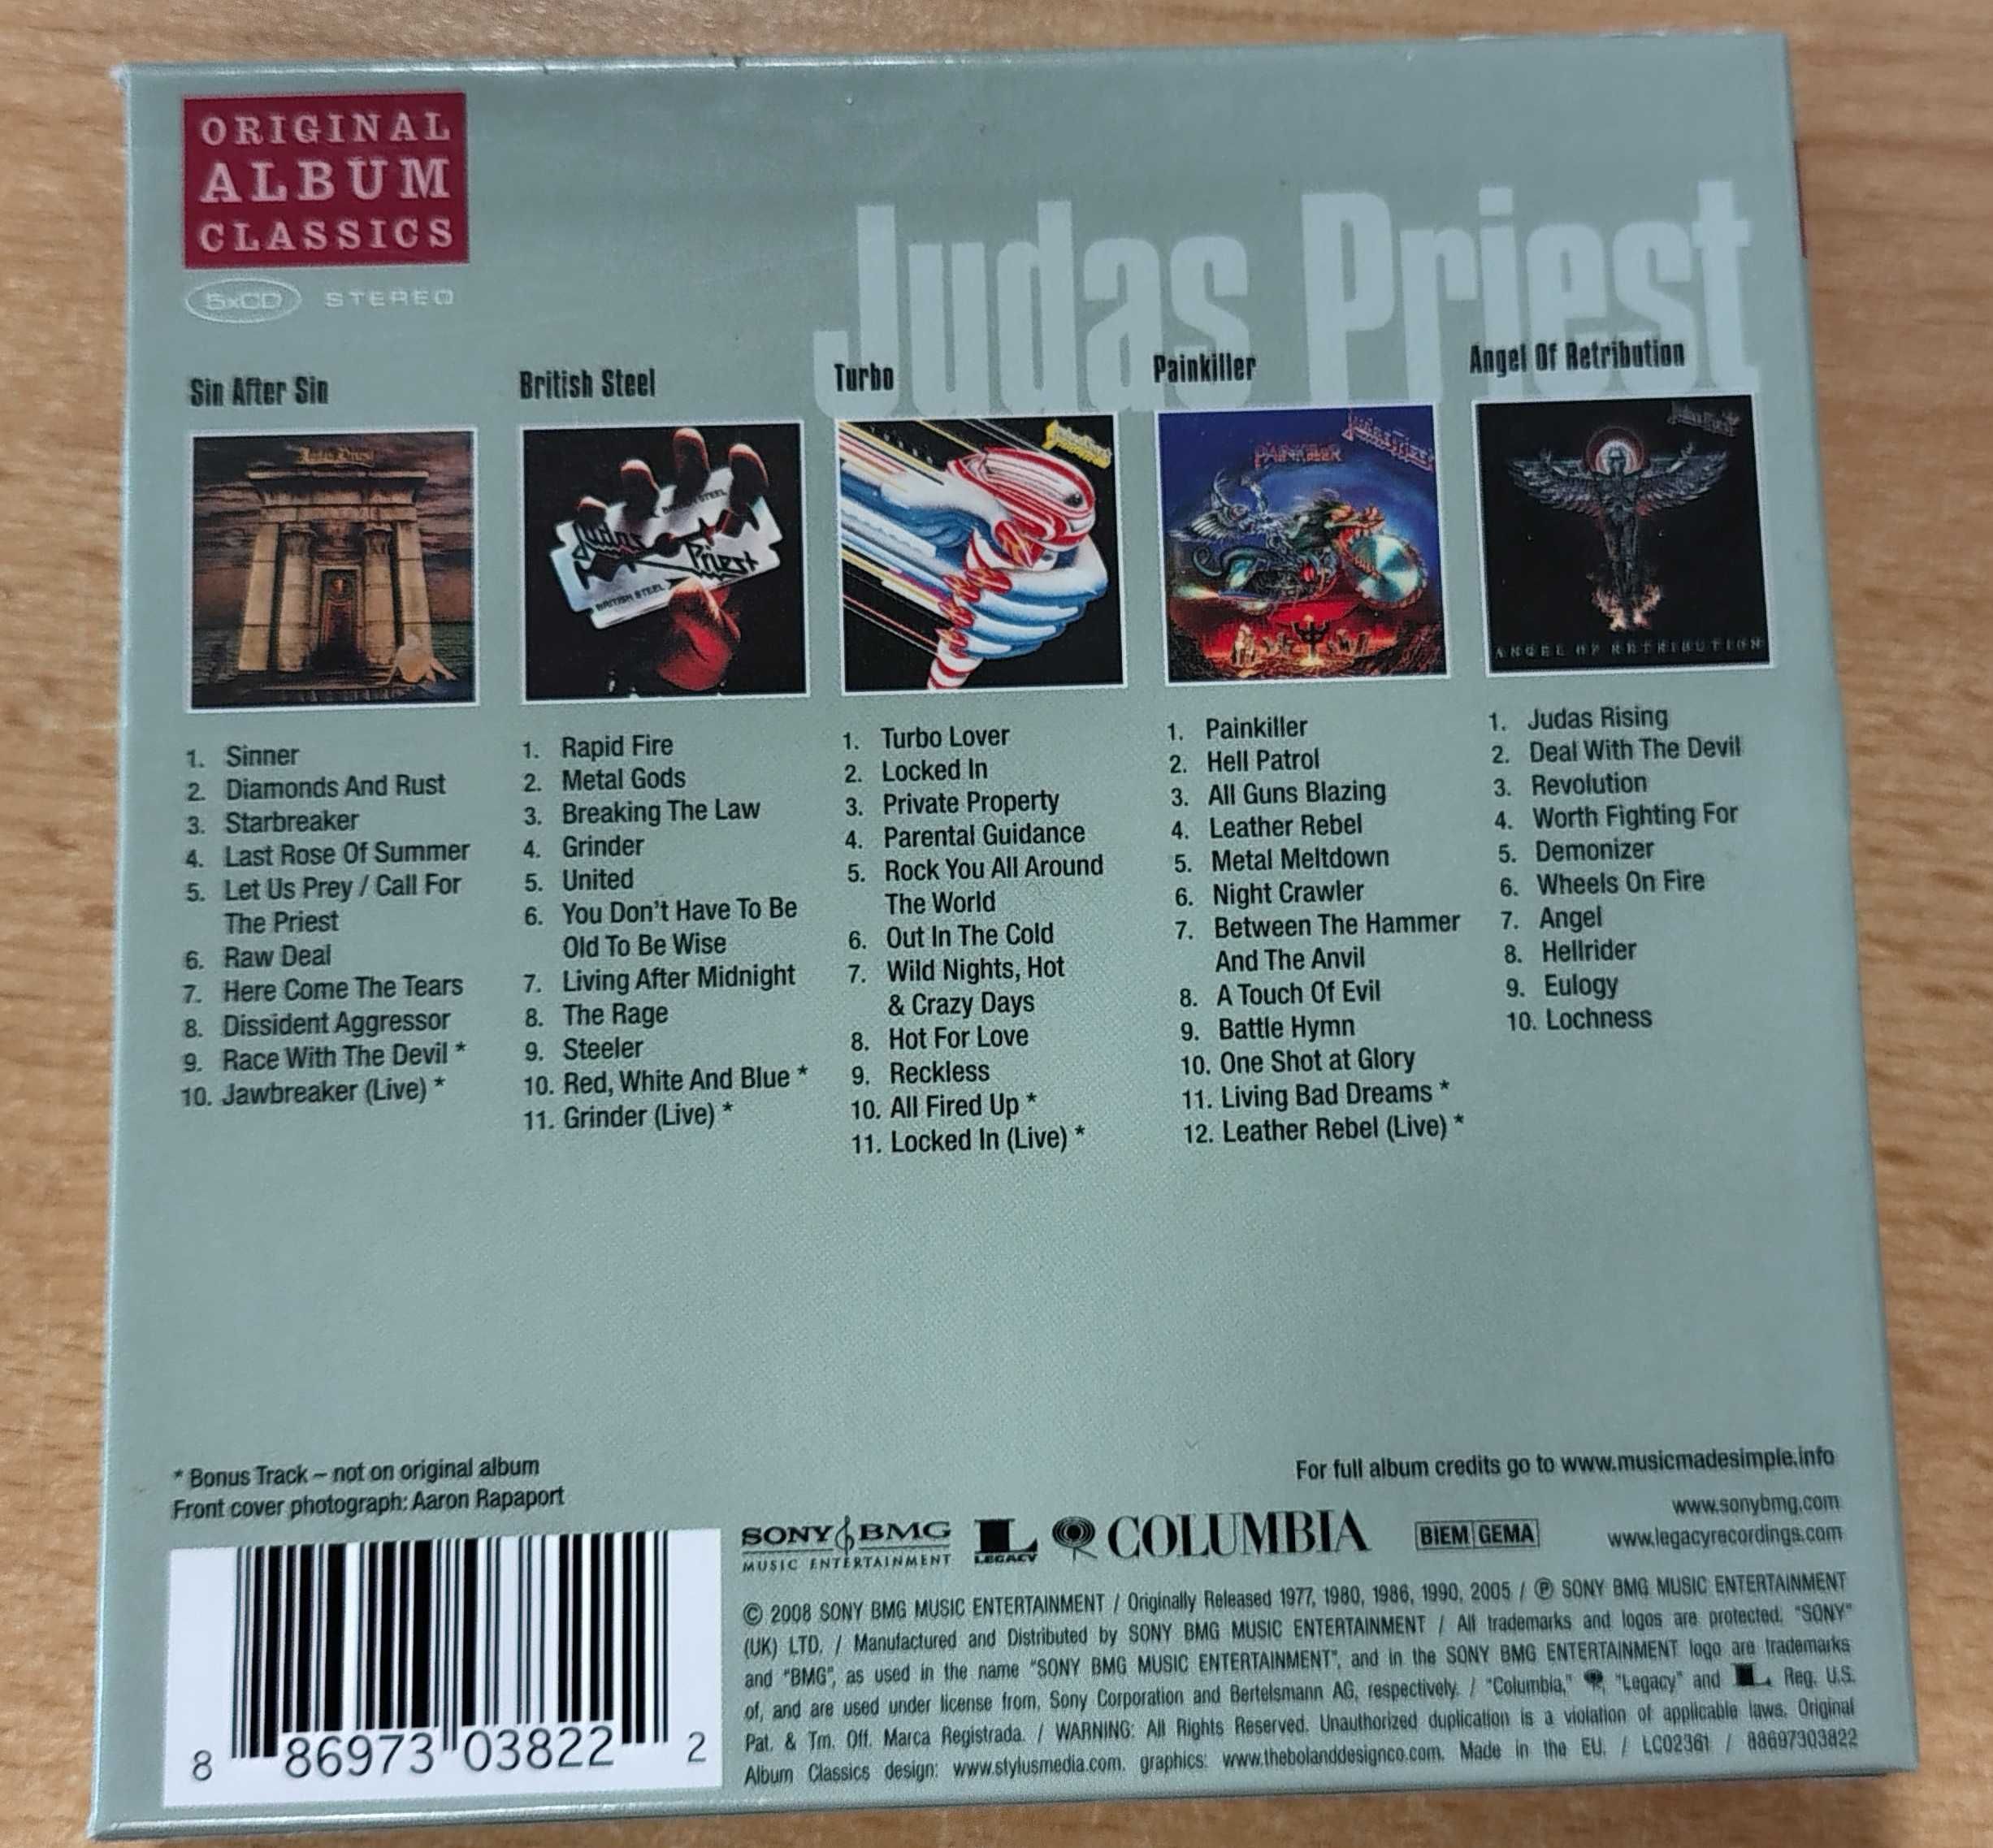 ORIGINAL
ALBUM
CLASSICS
5xCD STEREO
Judas Priest
Sin After Sin
Judas Priest
1. Sinner
2. Diamonds And Rust
3. Starbreaker
4. Last Rose Of Summer
5. Let Us Prey / Call For
The Priest
6. Raw Deal
7. Here Come The Tears
8. Dissident Aggressor
9. Race With The Devil *
10. Jawbreaker (Live) *
British Steel
BRITISH STEEL
Judas
Priest
BRITISH STEEL
1. Rapid Fire
2. Metal Gods
3. Breaking The Law
4. Grinder
5. United
6. You Don't Have To Be
Old To Be Wise
7. Living After Midnight
8. The Rage
9. Steeler
10. Red, White And Blue *
11. Grinder (Live) *
Turbo
Judas Priest
1. Turbo Lover
2. Locked In
3. Private Property
4. Parental Guidance
5. Rock You All Around
The World
6. Out In The Cold
7. Wild Nights, Hot
& Crazy Days
8. Hot For Love
9. Reckless
10. All Fired Up *
11. Locked In (Live) *
Painkiller
Judas Priest
PAINKILLER
1. Painkiller
2. Hell Patrol
3. All Guns Blazing
4. Leather Rebel
5. Metal Meltdown
6. Night Crawler
7. Between The Hammer
And The Anvil
8. A Touch Of Evil
9. Battle Hymn
10. One Shot at Glory
11. Living Bad Dreams *
12. Leather Rebel (Live) *
Angel Of Retribution
Judas Priest
ANGEL OF RETRIBUTION
1. Judas Rising
2. Deal With The Devil
3. Revolution
4. Worth Fighting For
5. Demonizer
6. Wheels On Fire
7. Angel
8. Hellrider
9. Eulogy
10. Lochness
* Bonus Track – not on original album
Front cover photograph: Aaron Rapaport
For full album credits go to www.musicmadesimple.info
www.sonybmg.com
www.legacyrecordings.com
SONY BMG
MUSIC ENTERTAINMENT
L
LEGACY
COLUMBIA
BIEM GEMA
© 2008 SONY BMG MUSIC ENTERTAINMENT / Originally Released 1977, 1980, 1986, 1990, 2005 / ℗ SONY BMG MUSIC ENTERTAINMENT
(UK) LTD. / Manufactured and Distributed by SONY BMG MUSIC ENTERTAINMENT / All trademarks and logos are protected. "SONY"
and "BMG", as used in the name "SONY BMG MUSIC ENTERTAINMENT", and in the SONY BMG ENTERTAINMENT logo are trademarks
of, and are used under license from, Sony Corporation and Bertelsmann AG, respectively. / "Columbia," , "Legacy" and L Reg. U.S.
Pat. & Tm. Off. Marca Registrada. / WARNING: All Rights Reserved. Unauthorized duplication is a violation of applicable laws. Original
Album Classics design: www.stylusmedia.com. graphics: www.thebolanddesignco.com. Made in the EU. / LC02361 / 88697303822
8 86973 03822 2